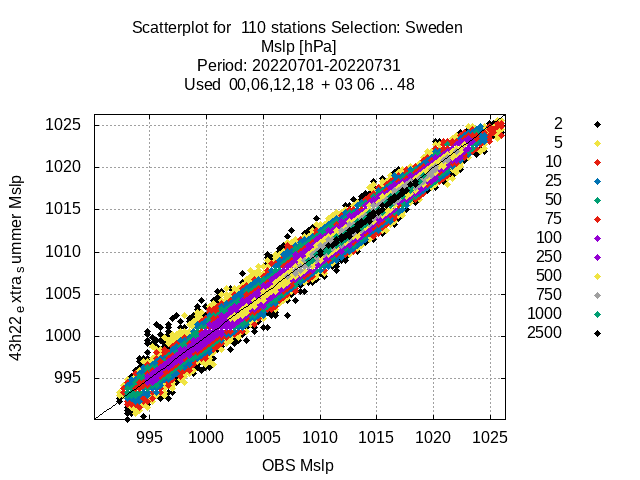 Scatterplot for  110 stations Selection: Sweden
Mslp [hPa]
Period: 20220701-20220731
Used  00,06,12,18  + 03 06 ... 48
43h22 e xtra s ummer Mslp
1025
1020
1015
1010
1005
1000
995
995 1000 1005 1010 1015 1020 1025
OBS Mslp
2
5
10
25
50
75
100
250
500
750
1000
2500